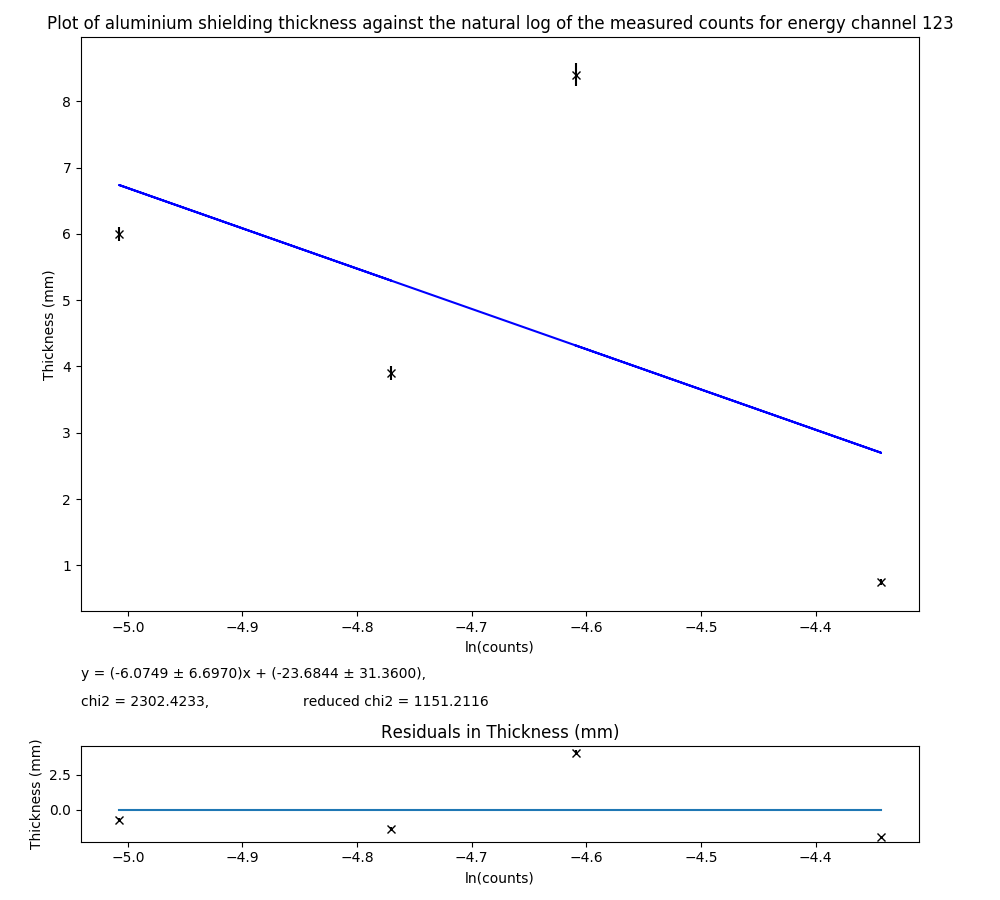 Plot of aluminium shielding thickness against the natural log of the measured counts for energy channel 123
Thickness (mm)
8
7
6
5
4
3
2
1
−5.0 −4.9 −4.8 −4.7 −4.6 −4.5 −4.4
ln(counts)
y = (-6.0749 ± 6.6970)x + (-23.6844 ± 31.3600),
chi2 = 2302.4233, reduced chi2 = 1151.2116
Residuals in Thickness (mm)
Thickness (mm)
2.5
0.0
−5.0 −4.9 −4.8 −4.7 −4.6 −4.5 −4.4
ln(counts)